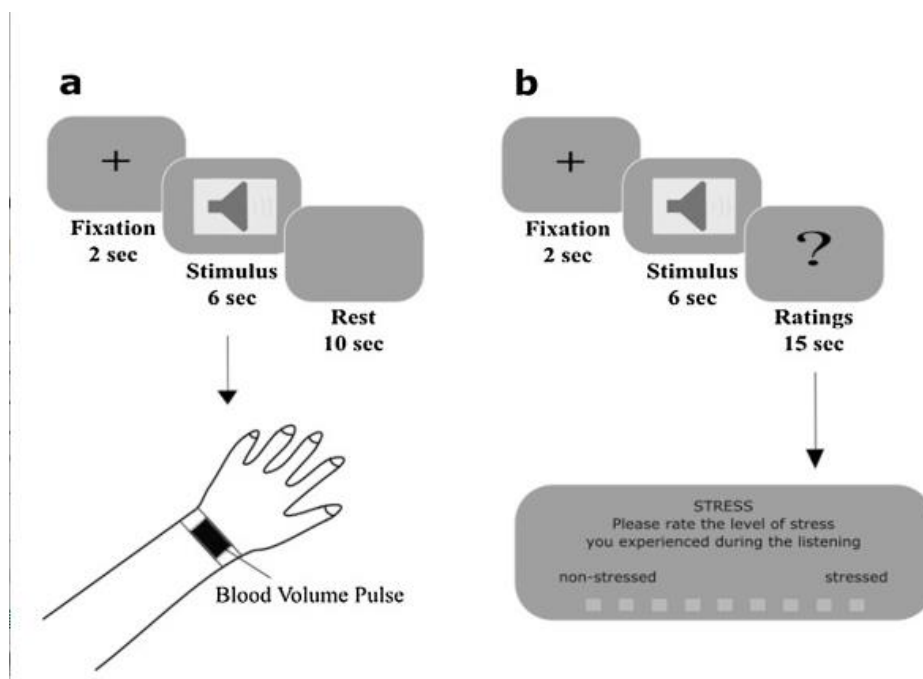 a
+
Fixation
2 sec
Stimulus
6 sec
Rest
10 sec
Blood Volume Pulse
b
+
Fixation
2 sec
Stimulus
6 sec
?
Ratings
15 sec
STRESS
Please rate the level of stress
you experienced during the listening
non-stressed stressed